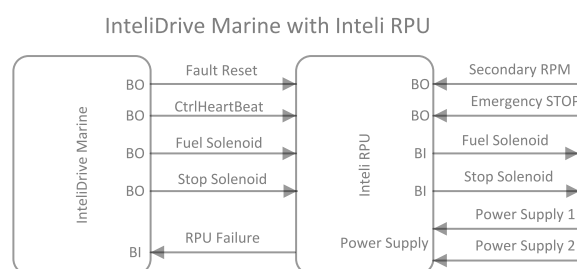 InteliDrive Marine with Inteli RPU
InteliDrive Marine
BO
Fault Reset
BO
CtrlHeartBeat
BO
Fuel Solenoid
BO
Stop Solenoid
BI
RPU Failure
Inteli RPU
BO
Secondary RPM
BO
Emergency STOP
BI
Fuel Solenoid
BI
Stop Solenoid
Power Supply
Power Supply 1
Power Supply 2